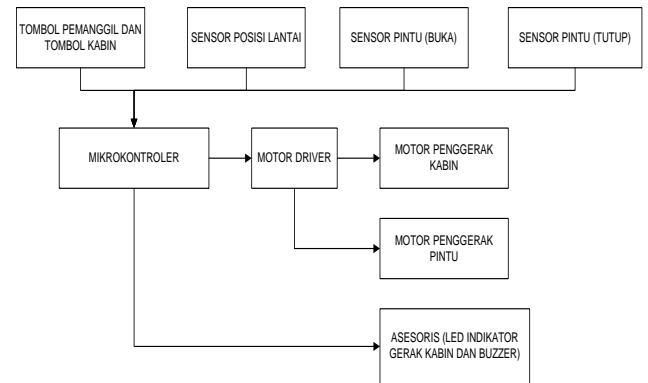 TOMBOL PEMANGGIL DAN
TOMBOL KABIN
SENSOR POSISI LANTAI
SENSOR PINTU (BUKA)
SENSOR PINTU (TUTUP)
MIKROKONTROLER
MOTOR DRIVER
MOTOR PENGGERAK
KABIN
MOTOR PENGGERAK
PINTU
ASESORIS (LED INDIKATOR
GERAK KABIN DAN BUZZER)